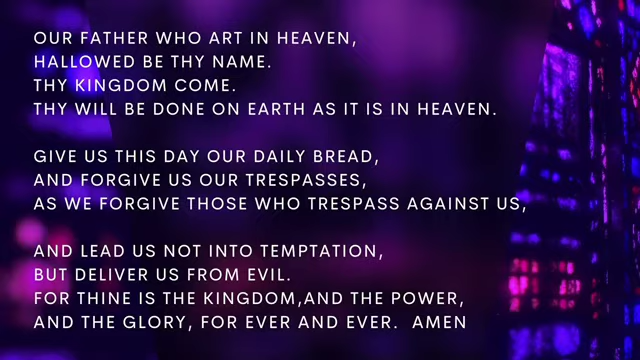 OUR FATHER WHO ART IN HEAVEN,
HALLOWED BE THY NAME.
THY KINGDOM COME.
THY WILL BE DONE ON EARTH AS IT IS IN HEAVEN.
GIVE US THIS DAY OUR DAILY BREAD,
AND FORGIVE US OUR TRESPASSES,
AS WE FORGIVE THOSE WHO TRESPASS AGAINST US,
AND LEAD US NOT INTO TEMPTATION,
BUT DELIVER US FROM EVIL.
FOR THINE IS THE KINGDOM,AND THE POWER,
AND THE GLORY, FOR EVER AND EVER.  AMEN